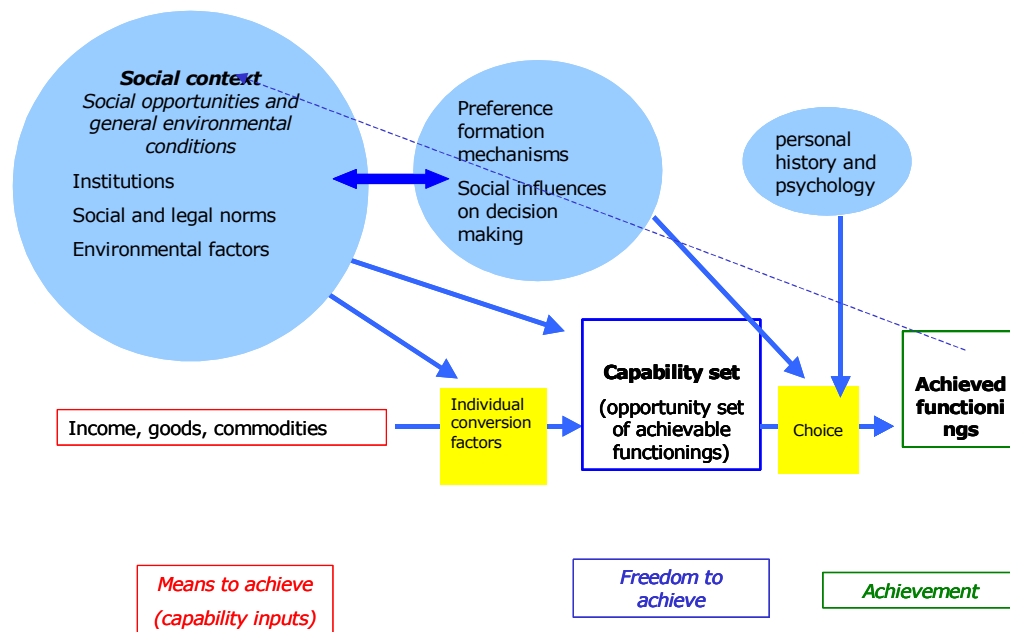 Social context
Social opportunities and
general environmental
conditions
Institutions
Social and legal norms
Environmental factors
Preference
formation
mechanisms
Social influences
on decision
making
personal
history and
psychology
Income, goods, commodities
Individual
conversion
factors
Capability set
(opportunity set
of achievable
functionings)
Choice
Achieved
functioni
ngs
Means to achieve
(capability inputs)
Freedom to
achieve
Achievement